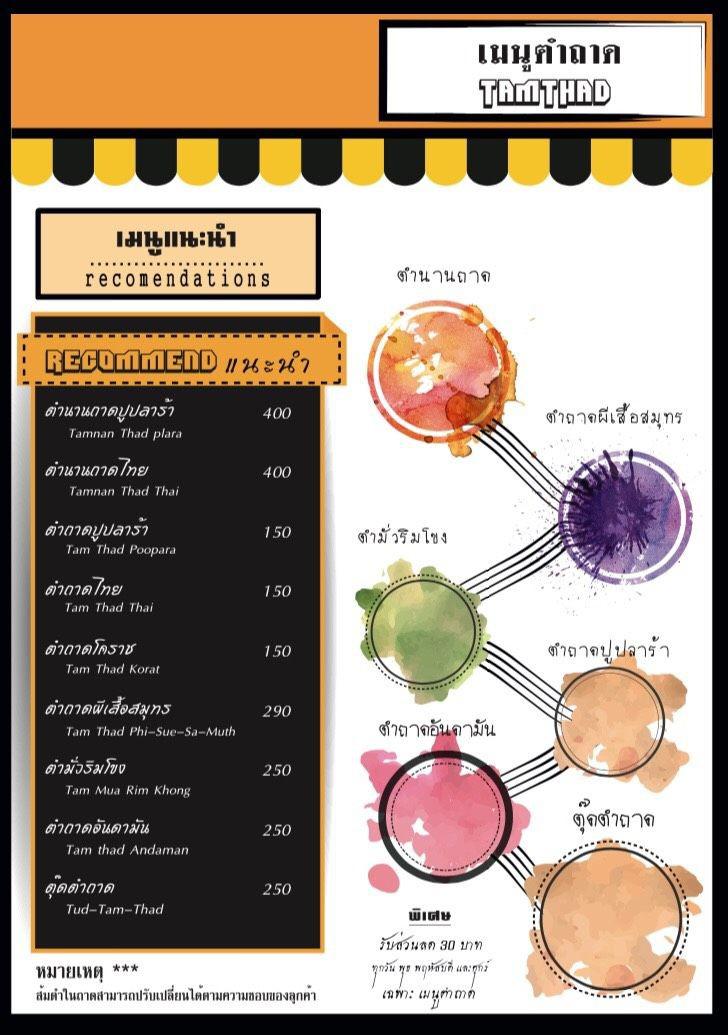 เมนูตำถาด
TAMTHAD
เมนูแนะนำ
recomendations
RECOMMEND แนะนำ
ตำนานถาดปูปลาร้า 400
Tamnan Thad plara
ตำนานถาดไทย 400
Tamnan Thad Thai
ตำถาดปูปลาร้า 150
Tam Thad Poopara
ตำถาดไทย 150
Tam Thad Thai
ตำถาดโคราช 150
Tam Thad Korat
ตำถาดผีเสื้อสมุทร 290
Tam Thad Phi-Sue-Sa-Muth
ตำมั่วริมโขง 250
Tam Mua Rim Khong
ตำถาดอันดามัน 250
Tam thad Andaman
ตุ๊ดตำถาด 250
Tud-Tam-Thad
หมายเหตุ ***
ส้มตำในถาดสามารถปรับเปลี่ยนได้ตามความชอบของลูกค้า
ตำนานถาด
ตำถาดผีเสื้อสมุทร
ตำมั่วริมโขง
ตำถาดปูปลาร้า
ตำถาดอันดามัน
ตุ๊ดตำถาด
พิเศษ
รับส่วนลด 30 บาท
ทุกวัน พุธ พฤหัสบดี และศุกร์
เฉพาะ เมนูตำถาด